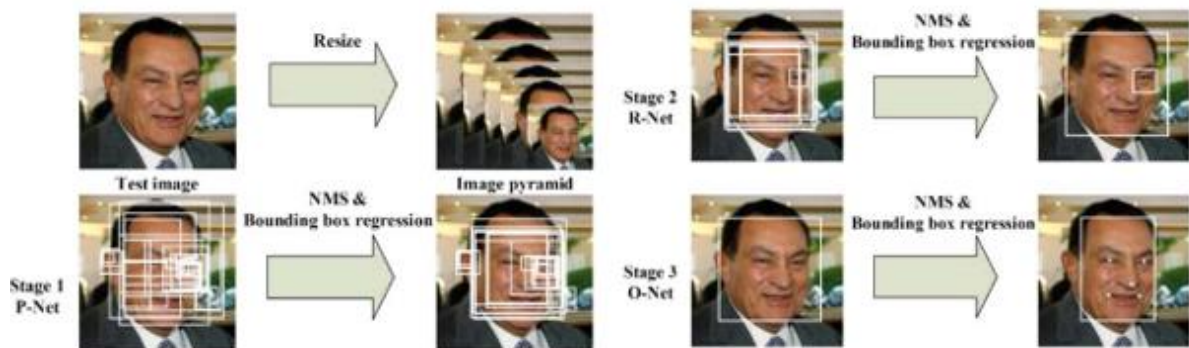 Resize
Test image
Image pyramid
Stage 1
P-Net
NMS &
Bounding box regression
Stage 2
R-Net
NMS &
Bounding box regression
Stage 3
O-Net
NMS &
Bounding box regression